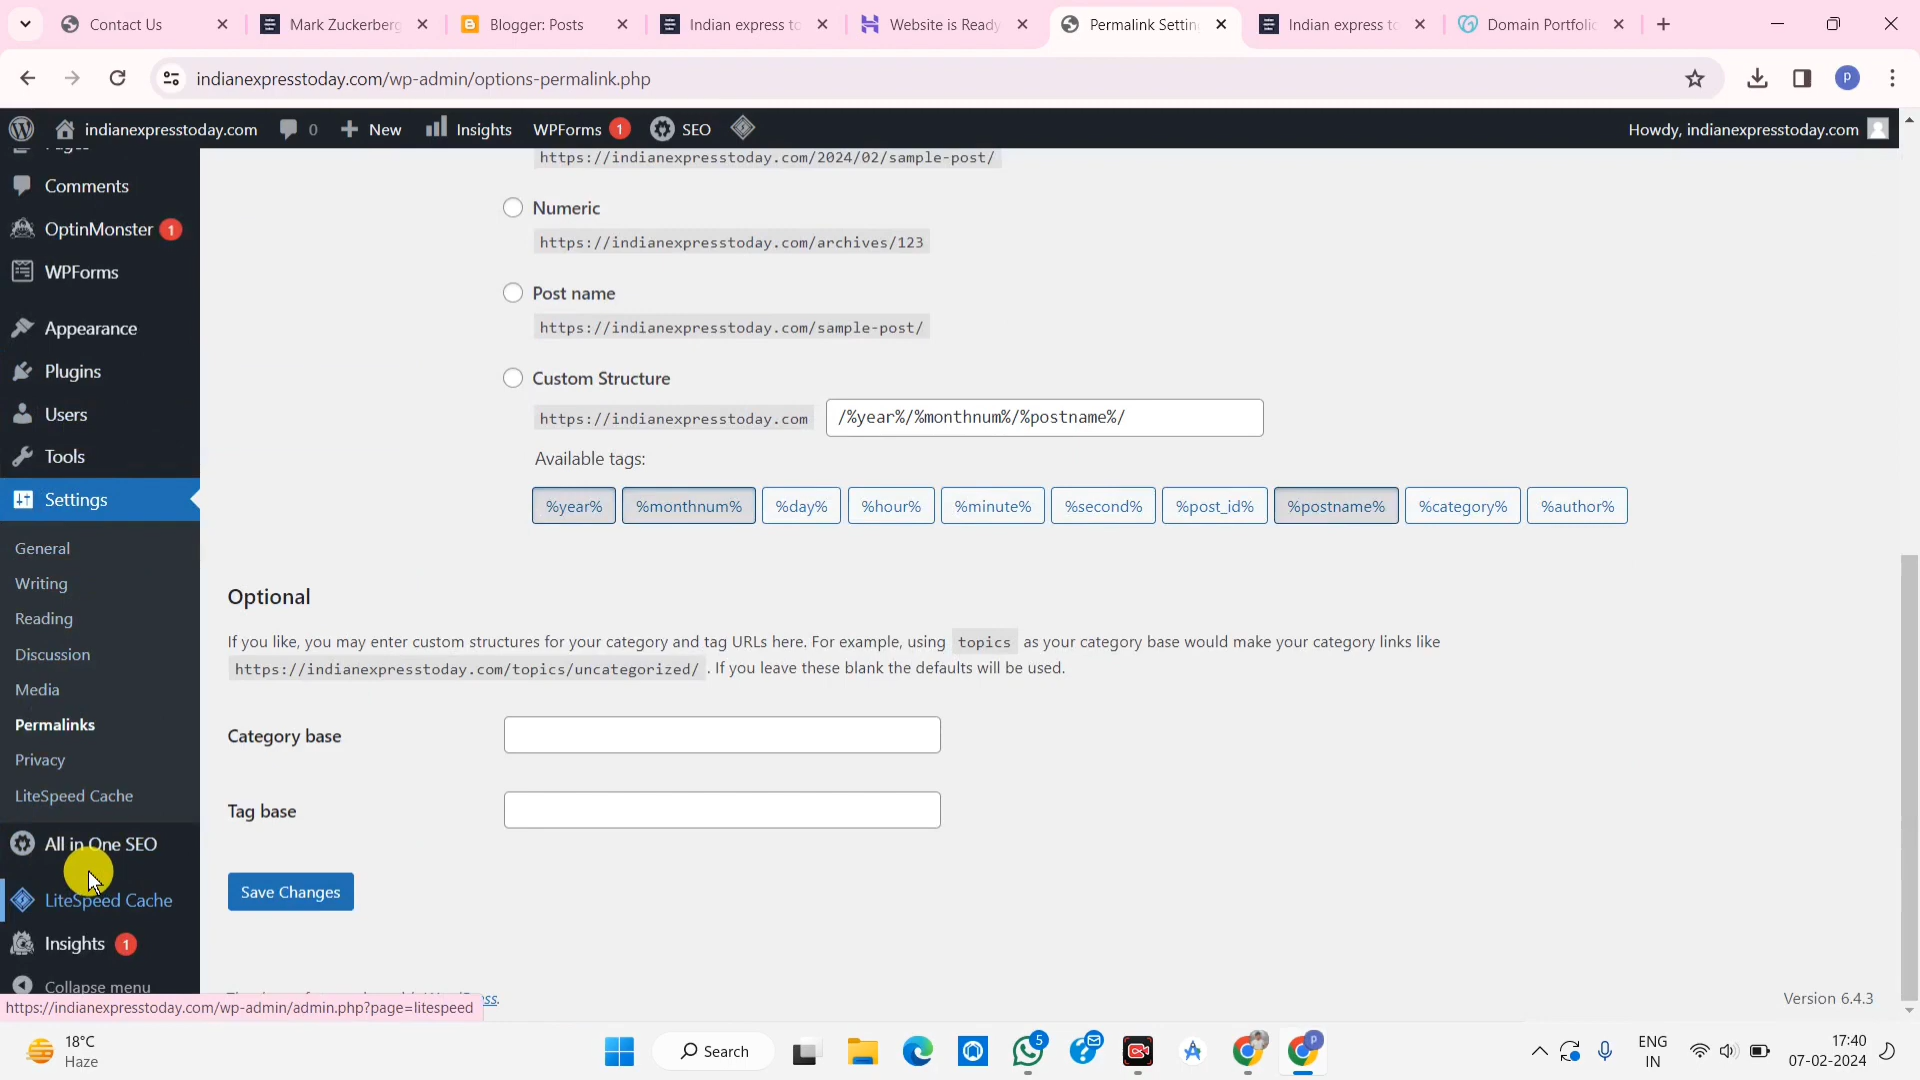 Contact Us
Mark Zuckerberg
Blogger: Posts
Indian express to
Website is Ready
Permalink Settin
Indian express to
Domain Portfolio
indianexpresstoday.com/wp-admin/options-permalink.php
P
indianexpresstoday.com
0
New
Insights
WPForms 1
SEO
Howdy, indianexpresstoday.com
Pages
Comments
OptinMonster 1
WPForms
Appearance
Plugins
Users
Tools
Settings
General
Writing
Reading
Discussion
Media
Permalinks
Privacy
LiteSpeed Cache
All in One SEO
LiteSpeed Cache
Insights 1
Collapse menu
https://indianexpresstoday.com/2024/02/sample-post/
Numeric
https://indianexpresstoday.com/archives/123
Post name
https://indianexpresstoday.com/sample-post/
Custom Structure
https://indianexpresstoday.com /%year%/%monthnum%/%postname%/
Available tags:
%year% %monthnum% %day% %hour% %minute% %second% %post_id% %postname% %category% %author%
Optional
If you like, you may enter custom structures for your category and tag URLs here. For example, using topics as your category base would make your category links like
https://indianexpresstoday.com/topics/uncategorized/ . If you leave these blank the defaults will be used.
Category base
Tag base
Save Changes
Version 6.4.3
https://indianexpresstoday.com/wp-admin/admin.php?page=litespeed
18°C
Haze
Search
5
P
ENG
IN
17:40
07-02-2024